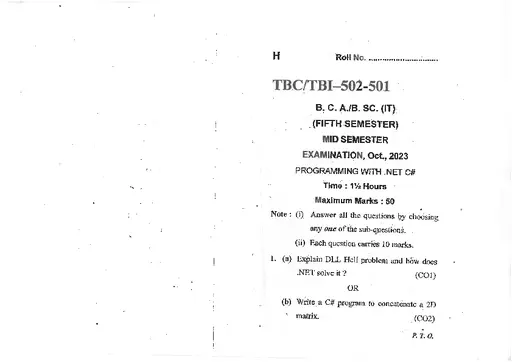 H Roll No. ..............................
TBC/TBI–502-501
B. C. A./B. SC. (IT)
(FIFTH SEMESTER)
MID SEMESTER
EXAMINATION, Oct., 2023
PROGRAMMING WITH .NET C#
Time : 1½ Hours
Maximum Marks : 50
Note : (i) Answer all the questions by choosing
any one of the sub-questions.
(ii) Each question carries 10 marks.
1. (a) Explain DLL Hell problem and how does
.NET solve it ? (CO1)
OR
(b) Write a C# program to concatenate a 2D
matrix. (CO2)
P. T. O.